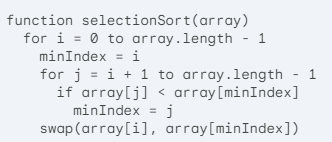 function selectionSort(array)
  for i = 0 to array.length - 1
    minIndex = i
    for j = i + 1 to array.length - 1
      if array[j] < array[minIndex]
        minIndex = j
    swap(array[i], array[minIndex])